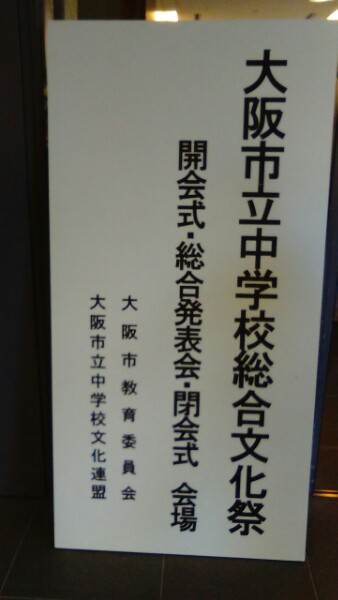 大阪市立中学校総合文化祭
開会式・総合発表会・閉会式 会場
大阪市教育委員会
大阪市立中学校文化連盟